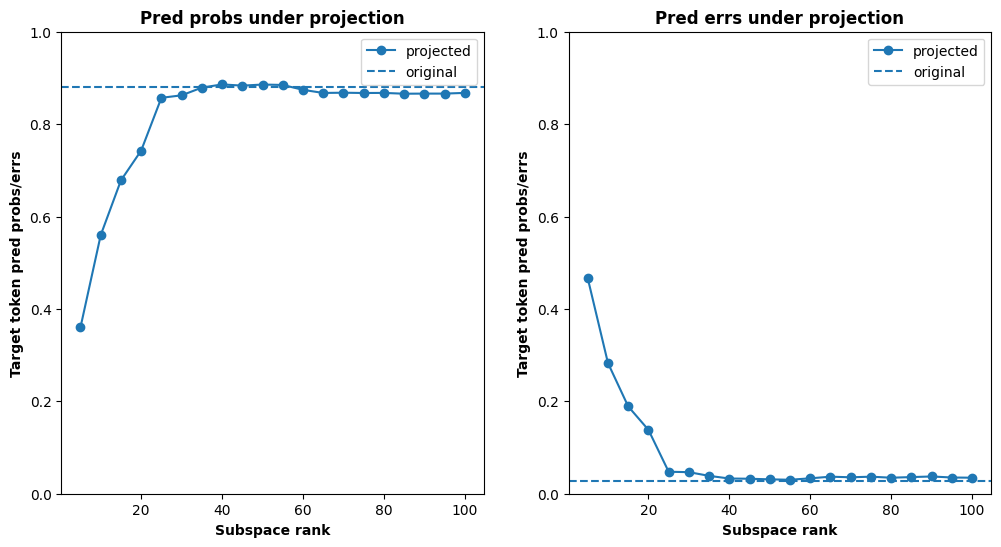 Pred probs under projection
Target token pred probs/errs
1.0
0.8
0.6
0.4
0.2
0.0
projected
original
20
40
60
80
100
Subspace rank
Pred errs under projection
Target token pred probs/errs
1.0
0.8
0.6
0.4
0.2
0.0
projected
original
20
40
60
80
100
Subspace rank